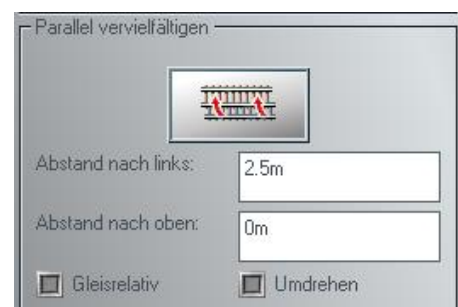 Parallel vervielfältigen
Abstand nach links: 2.5m
Abstand nach oben: 0m
Gleisrelativ Umdrehen